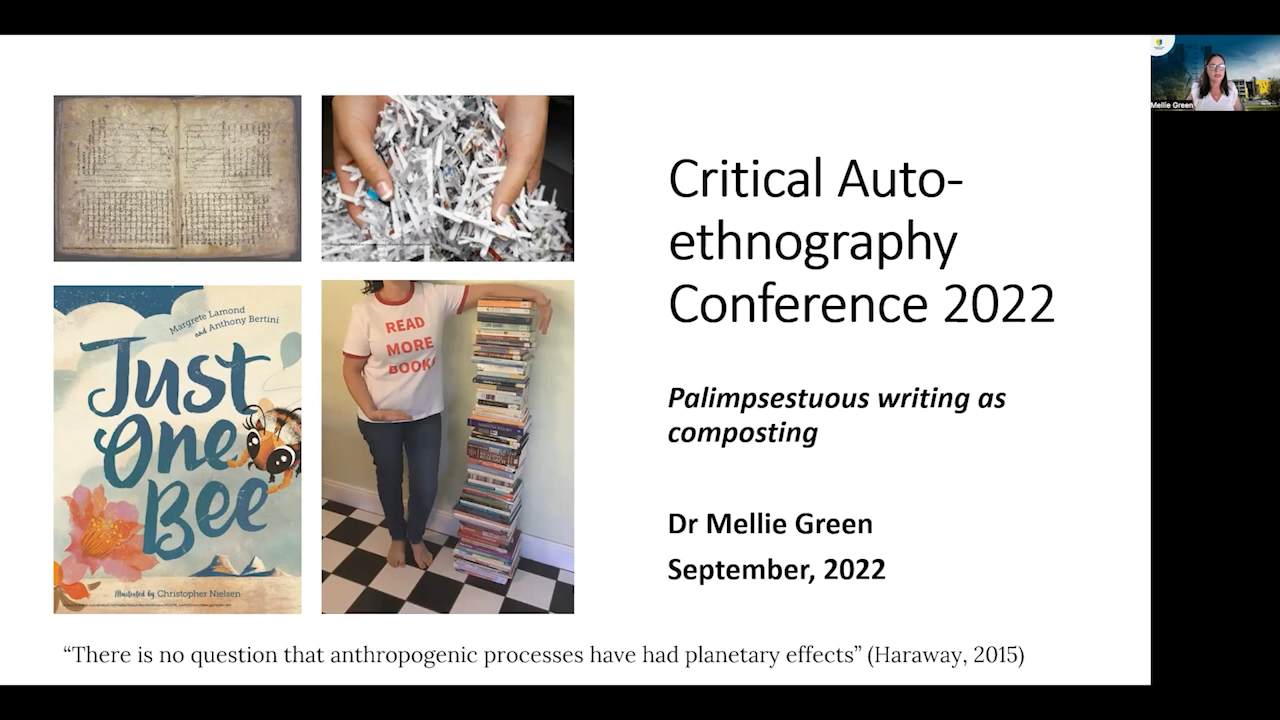 Margrete Lamond
and Anthony Bertini
Just
One
Bee
Illustrated by Christopher Nielsen
READ
MORE
BOOKS
Critical Auto-
ethnography
Conference 2022
Palimpsestuous writing as
composting
Dr Mellie Green
September, 2022
“There is no question that anthropogenic processes have had planetary effects” (Haraway, 2015)
Mellie Green